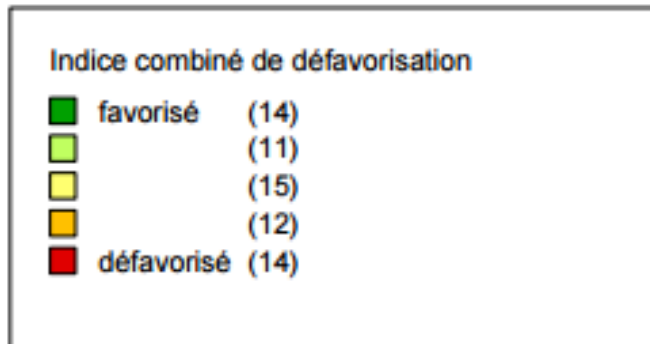 Indice combiné de défavorisation
favorisé (14)
(11)
(15)
(12)
défavorisé (14)